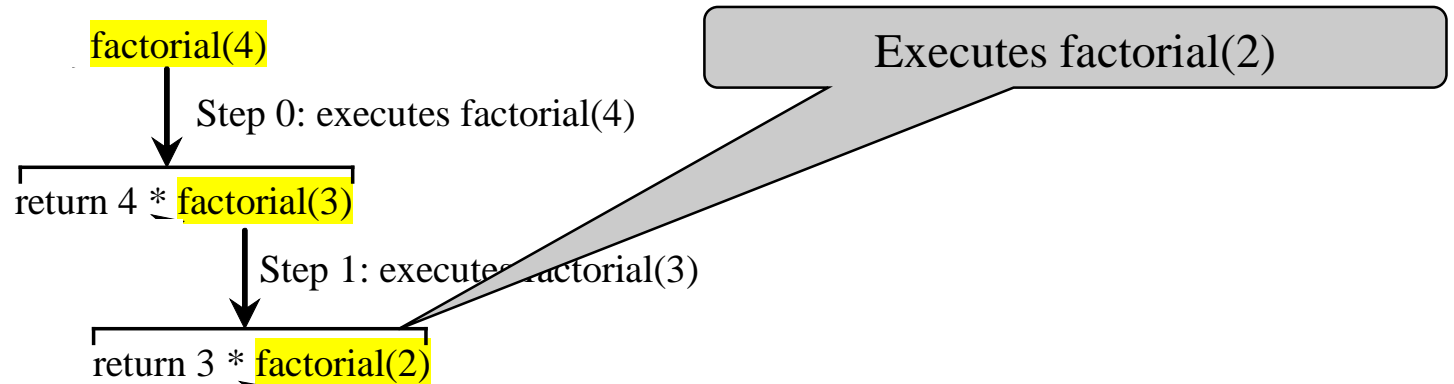 factorial(4)
Executes factorial(2)
Step 0: executes factorial(4)
return 4 * factorial(3)
Step 1: executes factorial(3)
return 3 * factorial(2)